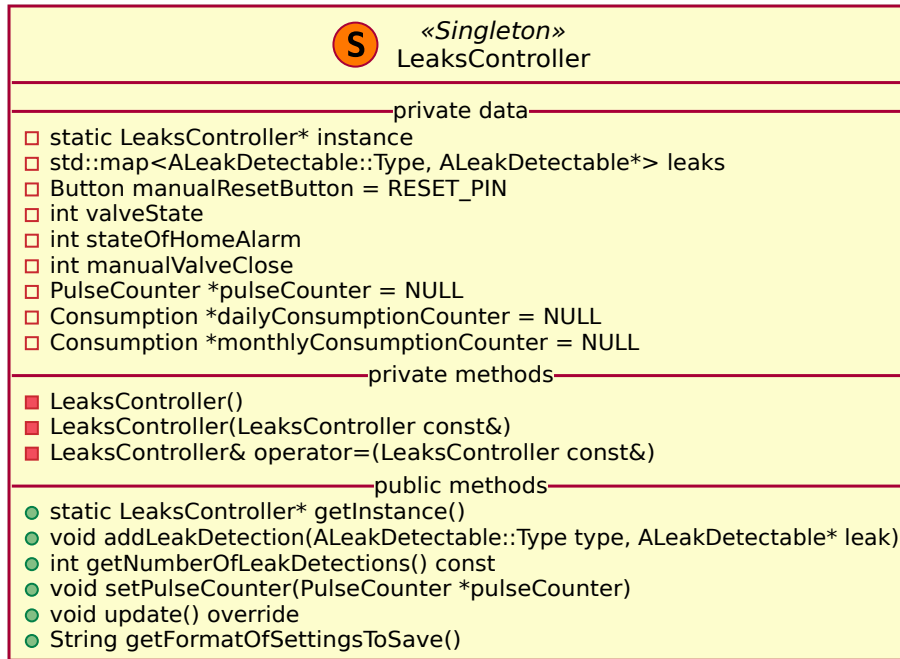 S
«Singleton»
LeaksController
private data
static LeaksController* instance
std::map<ALeakDetectable::Type, ALeakDetectable*> leaks
Button manualResetButton = RESET_PIN
int valveState
int stateOfHomeAlarm
int manualValveClose
PulseCounter *pulseCounter = NULL
Consumption *dailyConsumptionCounter = NULL
Consumption *monthlyConsumptionCounter = NULL
private methods
LeaksController()
LeaksController(LeaksController const&)
LeaksController& operator=(LeaksController const&)
public methods
static LeaksController* getInstance()
void addLeakDetection(ALeakDetectable::Type type, ALeakDetectable* leak)
int getNumberOfLeakDetections() const
void setPulseCounter(PulseCounter *pulseCounter)
void update() override
String getFormatOfSettingsToSave()